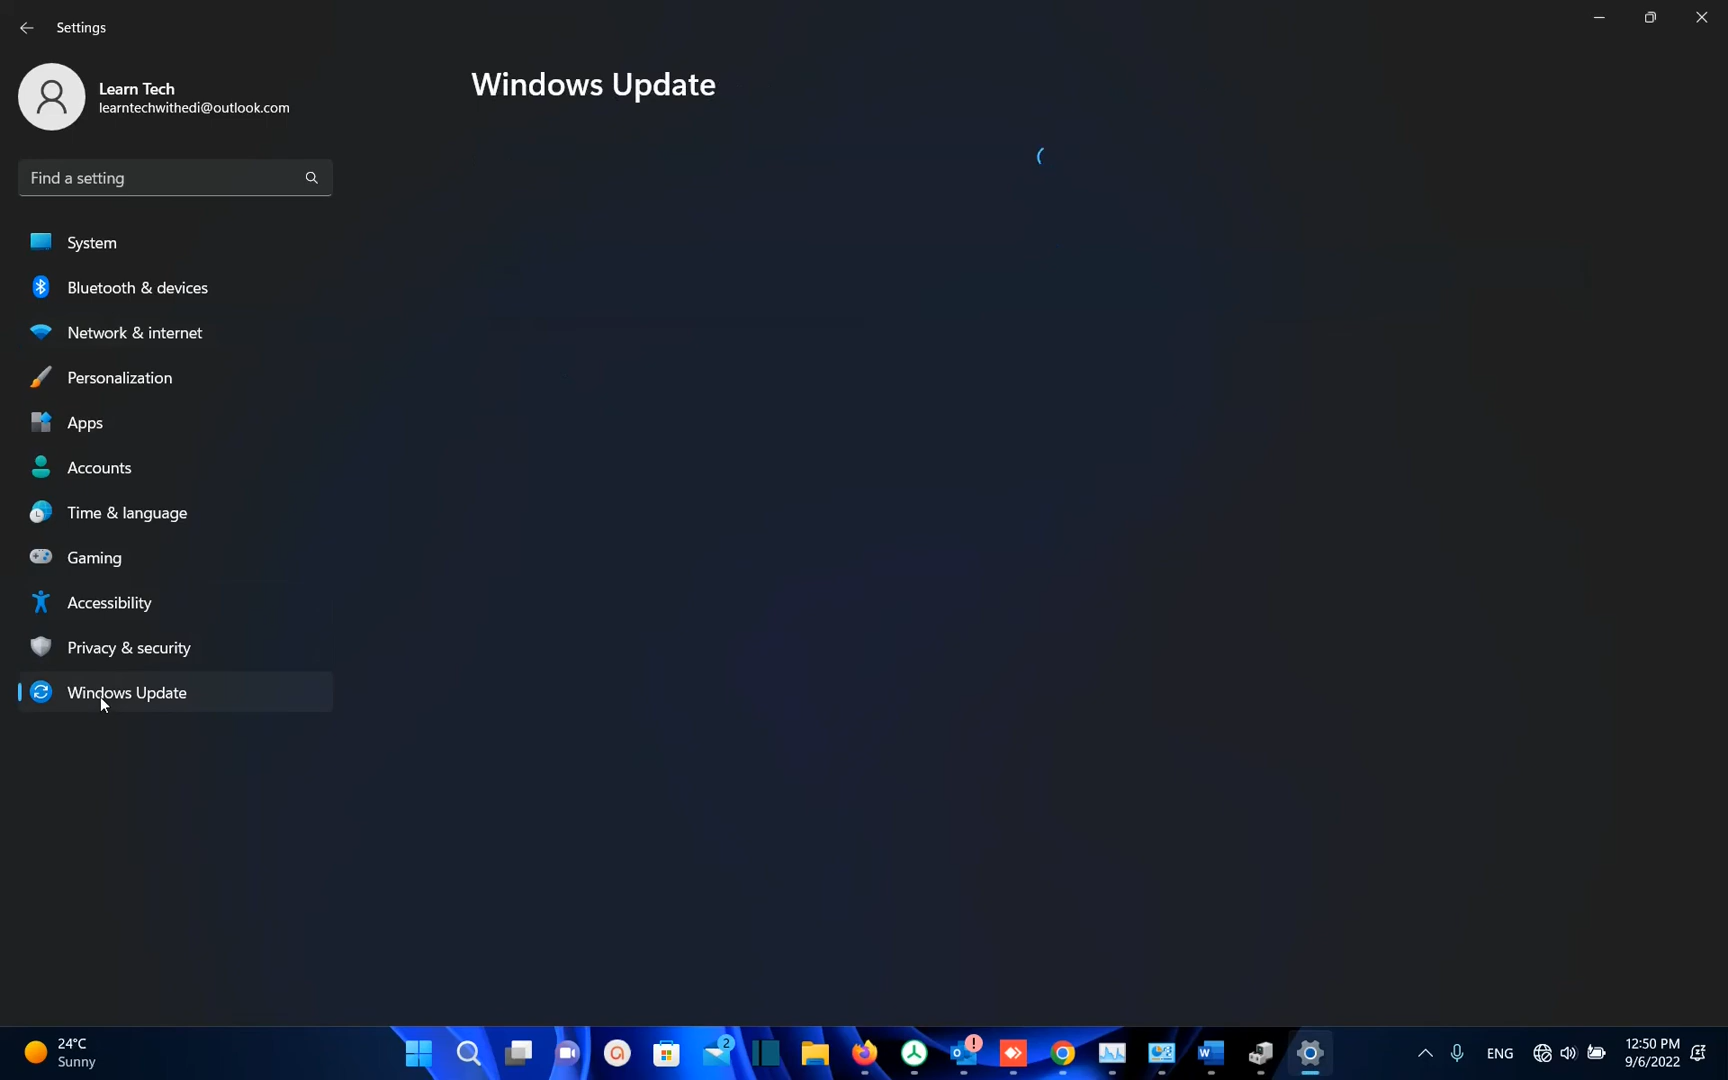 Settings
Learn Tech
learntechwithedi@outlook.com
Windows Update
Find a setting
System
Bluetooth & devices
Network & internet
Personalization
Apps
Accounts
Time & language
Gaming
Accessibility
Privacy & security
Windows Update
24°C
Sunny
2
!
ENG
12:50 PM
9/6/2022